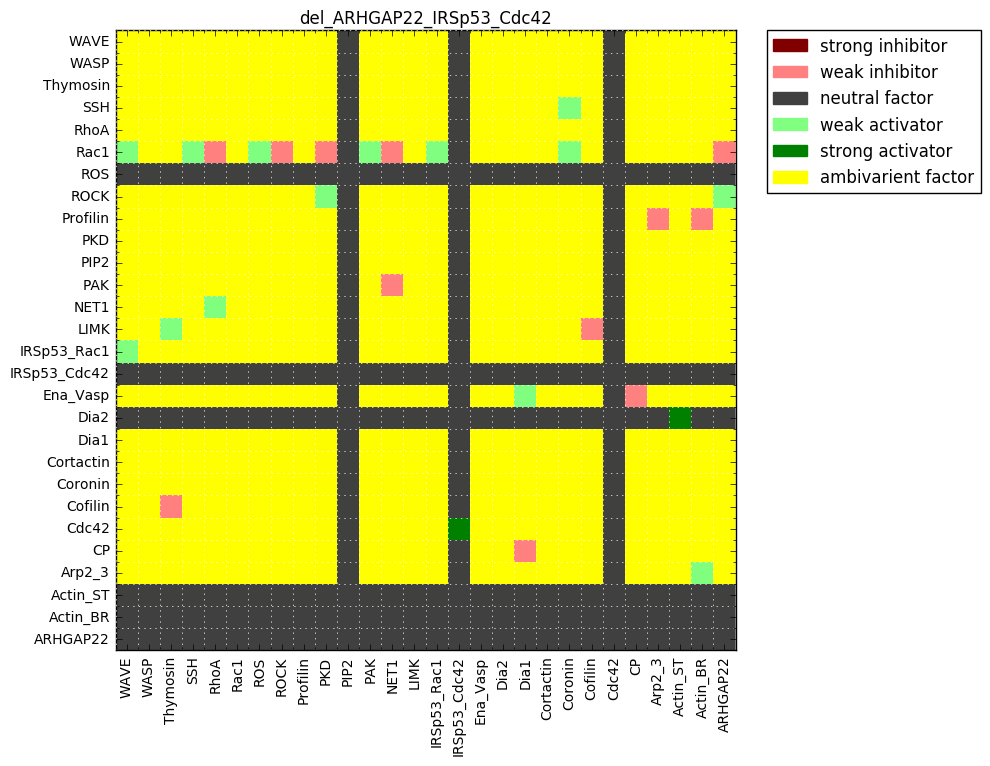 del_ARHGAP22_IRSp53_Cdc42
WAVE
WASP
Thymosin
SSH
RhoA
Rac1
ROS
ROCK
Profilin
PKD
PIP2
PAK
NET1
LIMK
IRSp53_Rac1
IRSp53_Cdc42
Ena_Vasp
Dia2
Dia1
Cortactin
Coronin
Cofilin
Cdc42
CP
Arp2_3
Actin_ST
Actin_BR
ARHGAP22
WAVE
WASP
Thymosin
SSH
RhoA
Rac1
ROS
ROCK
Profilin
PKD
PIP2
PAK
NET1
LIMK
IRSp53_Rac1
IRSp53_Cdc42
Ena_Vasp
Dia2
Dia1
Cortactin
Coronin
Cofilin
Cdc42
CP
Arp2_3
Actin_ST
Actin_BR
ARHGAP22
strong inhibitor
weak inhibitor
neutral factor
weak activator
strong activator
ambivarient factor